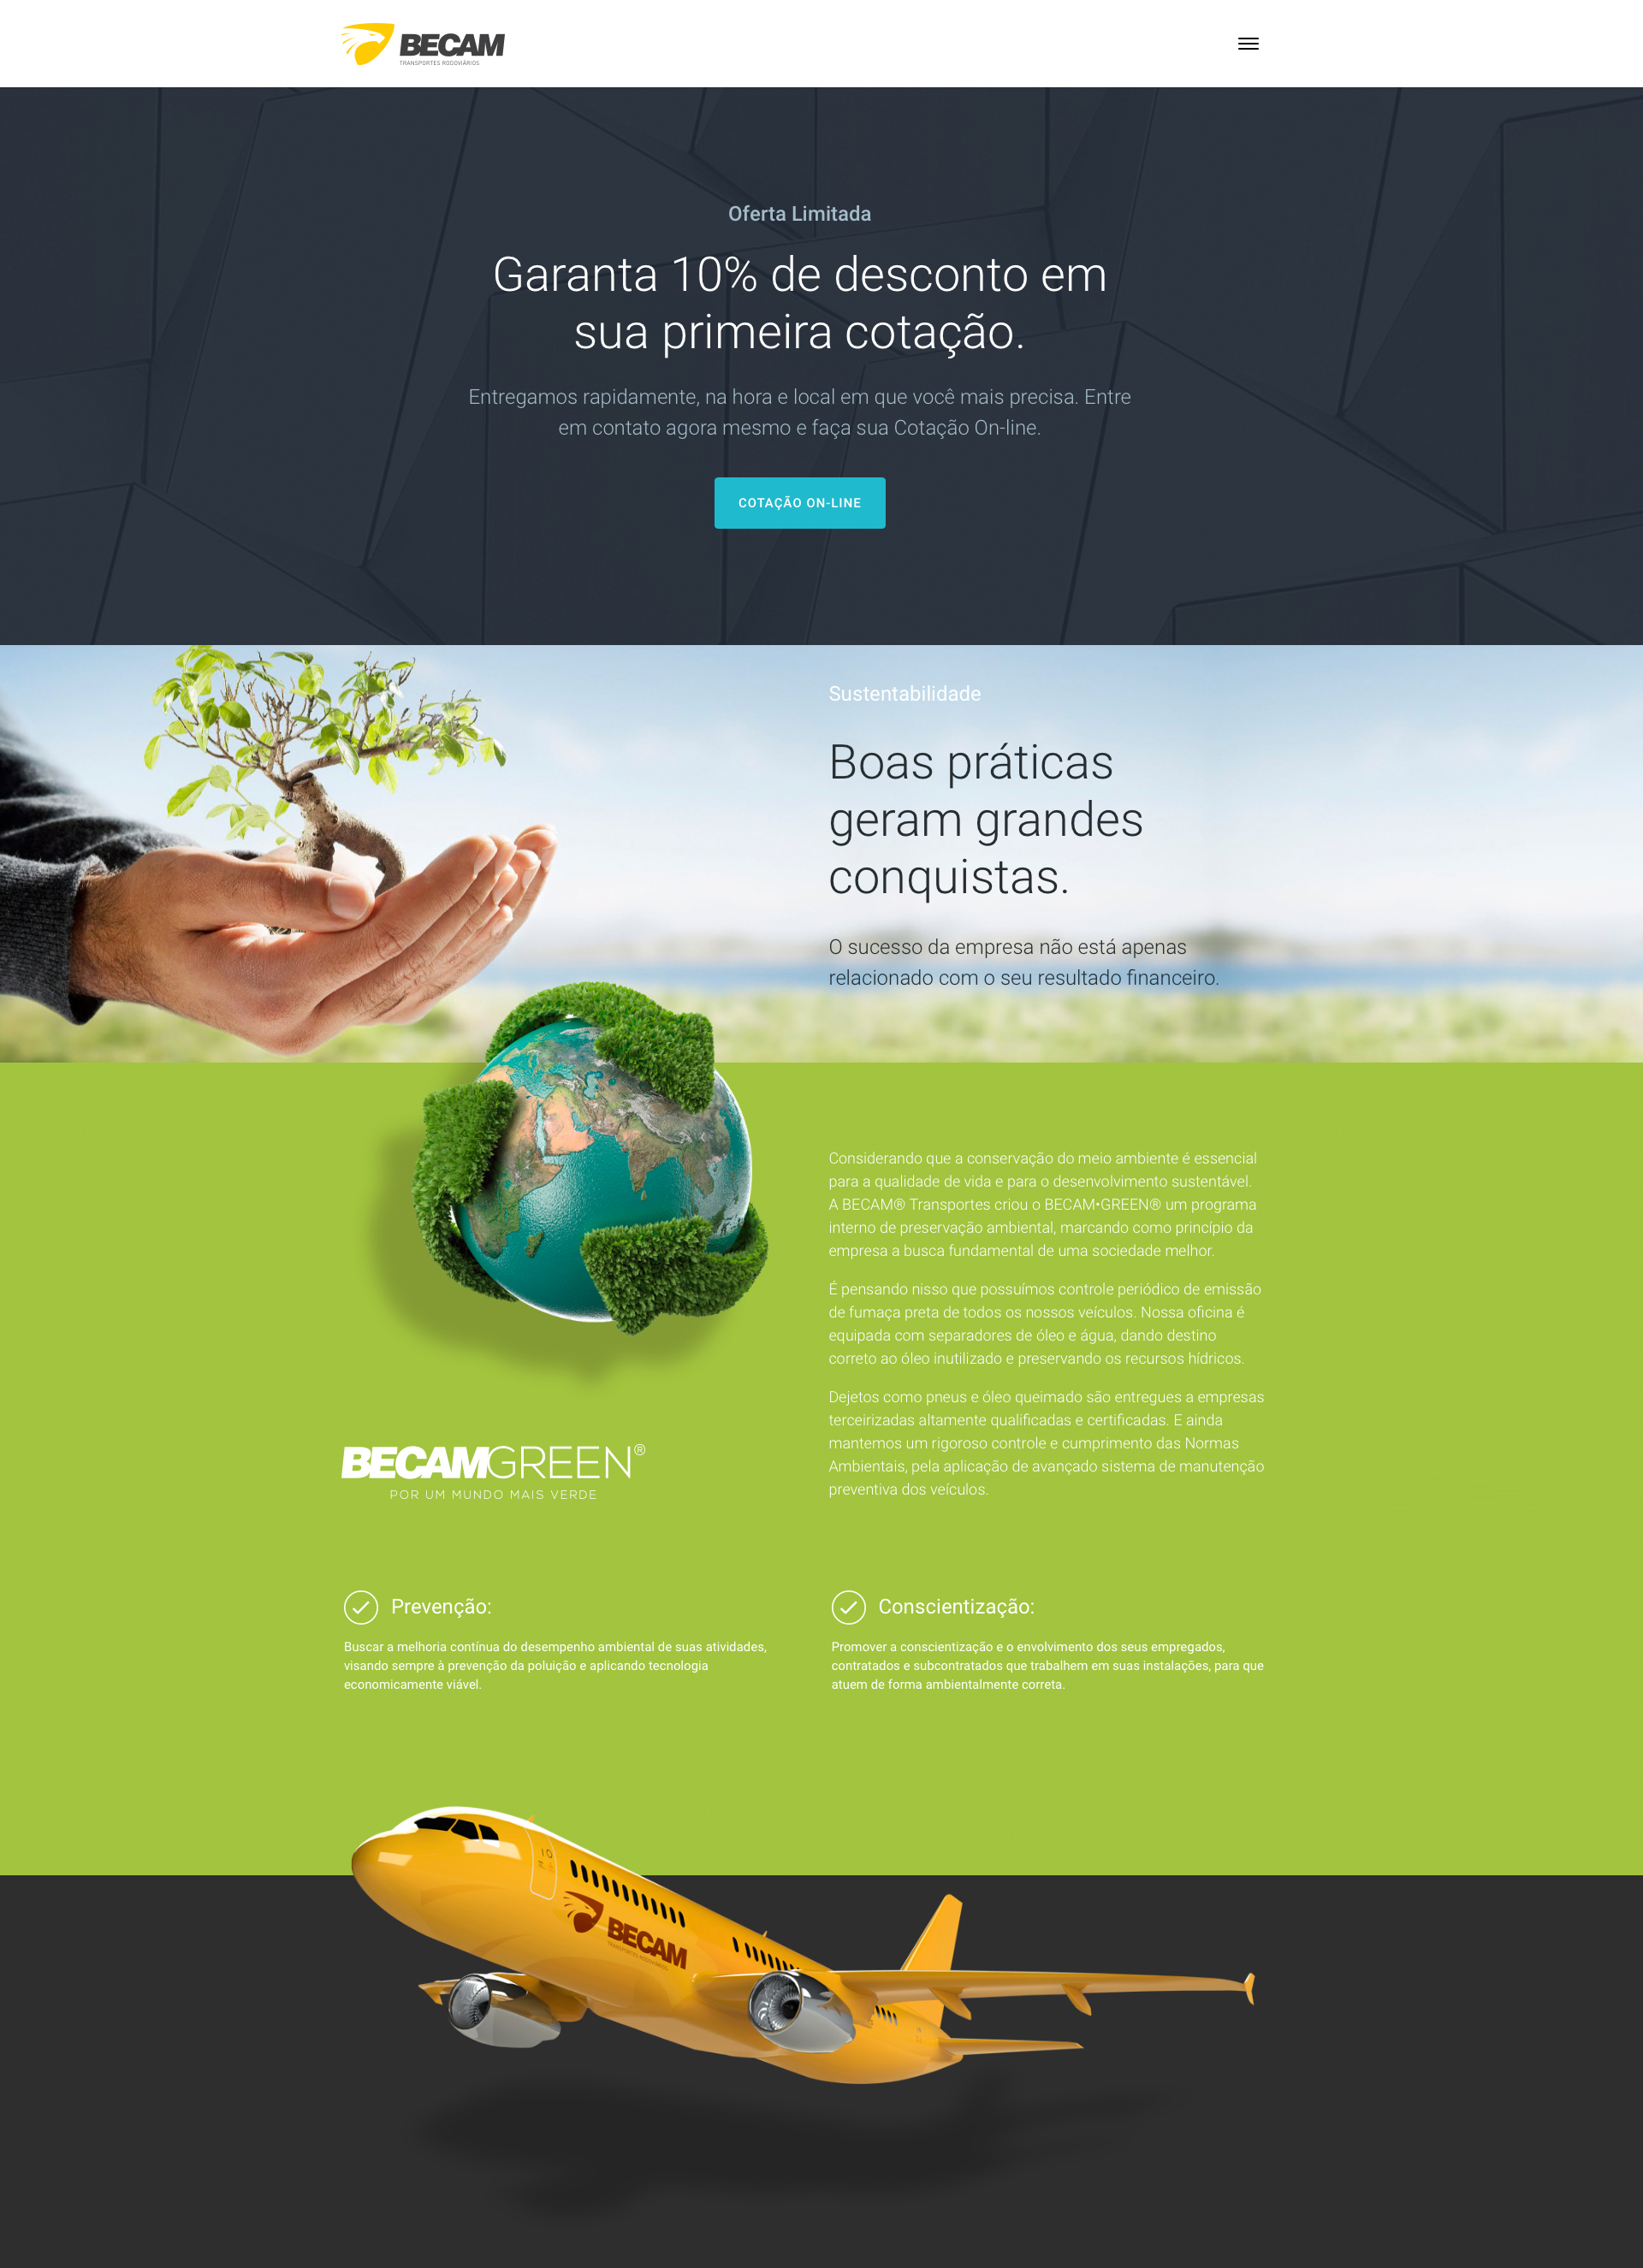 BECAM
TRANSPORTES RODOVIÁRIOS
Oferta Limitada
Garanta 10% de desconto em
sua primeira cotação.
Entregamos rapidamente, na hora e local em que você mais precisa. Entre
em contato agora mesmo e faça sua Cotação On-line.
COTAÇÃO ON-LINE
Sustentabilidade
Boas práticas
geram grandes
conquistas.
O sucesso da empresa não está apenas
relacionado com o seu resultado financeiro.
Considerando que a conservação do meio ambiente é essencial
para a qualidade de vida e para o desenvolvimento sustentável.
A BECAM® Transportes criou o BECAM•GREEN® um programa
interno de preservação ambiental, marcando como princípio da
empresa a busca fundamental de uma sociedade melhor.
É pensando nisso que possuímos controle periódico de emissão
de fumaça preta de todos os nossos veículos. Nossa oficina é
equipada com separadores de óleo e água, dando destino
correto ao óleo inutilizado e preservando os recursos hídricos.
Dejetos como pneus e óleo queimado são entregues a empresas
terceirizadas altamente qualificadas e certificadas. E ainda
mantemos um rigoroso controle e cumprimento das Normas
Ambientais, pela aplicação de avançado sistema de manutenção
preventiva dos veículos.
BECAMGREEN®
POR UM MUNDO MAIS VERDE
Prevenção:
Buscar a melhoria contínua do desempenho ambiental de suas atividades,
visando sempre à prevenção da poluição e aplicando tecnologia
economicamente viável.
Conscientização:
Promover a conscientização e o envolvimento dos seus empregados,
contratados e subcontratados que trabalhem em suas instalações, para que
atuem de forma ambientalmente correta.
10
BECAM
TRANSPORTES RODOVIÁRIOS